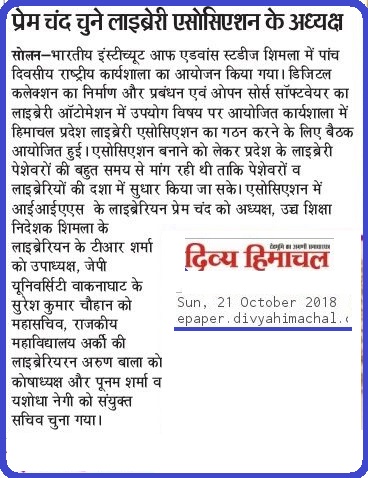 प्रेम चंद चुने लाइब्रेरी एसोसिएशन के अध्यक्ष
सोलन—भारतीय इंस्टीच्यूट आफ एडवांस स्टडीज शिमला में पांच
दिवसीय राष्ट्रीय कार्यशाला का आयोजन किया गया। डिजिटल
कलेक्शन का निर्माण और प्रबंधन एवं ओपन सोर्स सॉफ्टवेयर का
लाइब्रेरी ऑटोमेशन में उपयोग विषय पर आयोजित कार्यशाला में
हिमाचल प्रदेश लाइब्रेरी एसोसिएशन का गठन करने के लिए बैठक
आयोजित हुई। एसोसिएशन बनाने को लेकर प्रदेश के लाइब्रेरी
पेशेवरों की बहुत समय से मांग रही थी ताकि पेशेवरों व
लाइब्रेरियों की दशा में सुधार किया जा सके। एसोसिएशन में
आईआईएएस के लाइब्रेरियन प्रेम चंद को अध्यक्ष, उच्च शिक्षा
निदेशक शिमला के
लाइब्रेरियन के टीआर शर्मा
को उपाध्यक्ष, जेपी
यूनिवर्सिटी वाकनाघाट के
सुरेश कुमार चौहान को
महासचिव, राजकीय
महाविद्यालय अर्की की
लाइब्रेरियरन अरुण बाला को
कोषाध्यक्ष और पूनम शर्मा व
यशोधा नेगी को संयुक्त
सचिव चुना गया।
देवभूमि का अपना समाचारपत्र
दिव्य हिमाचल
Sun, 21 October 2018
epaper.divyahimachal.c